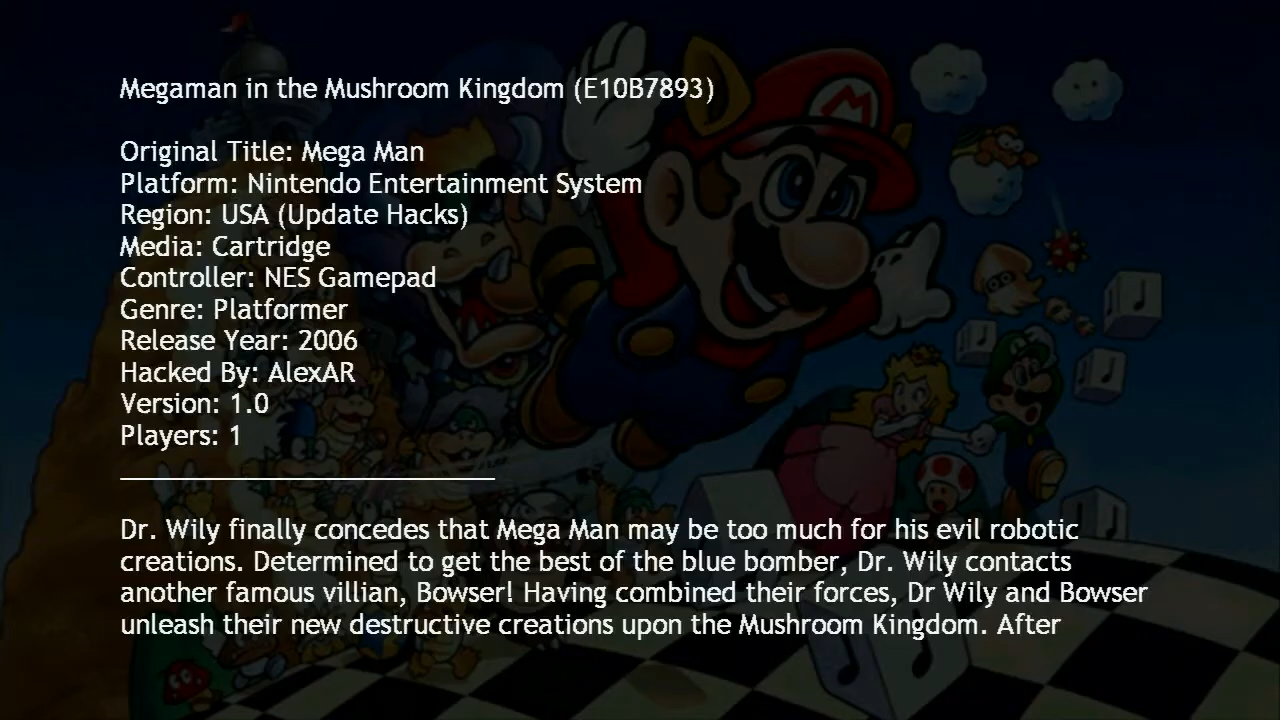 Megaman in the Mushroom Kingdom (E10B7893)
Original Title: Mega Man
Platform: Nintendo Entertainment System
Region: USA (Update Hacks)
Media: Cartridge
Controller: NES Gamepad
Genre: Platformer
Release Year: 2006
Hacked By: AlexAR
Version: 1.0
Players: 1
Dr. Wily finally concedes that Mega Man may be too much for his evil robotic
creations. Determined to get the best of the blue bomber, Dr. Wily contacts
another famous villian, Bowser! Having combined their forces, Dr Wily and Bowser
unleash their new destructive creations upon the Mushroom Kingdom. After